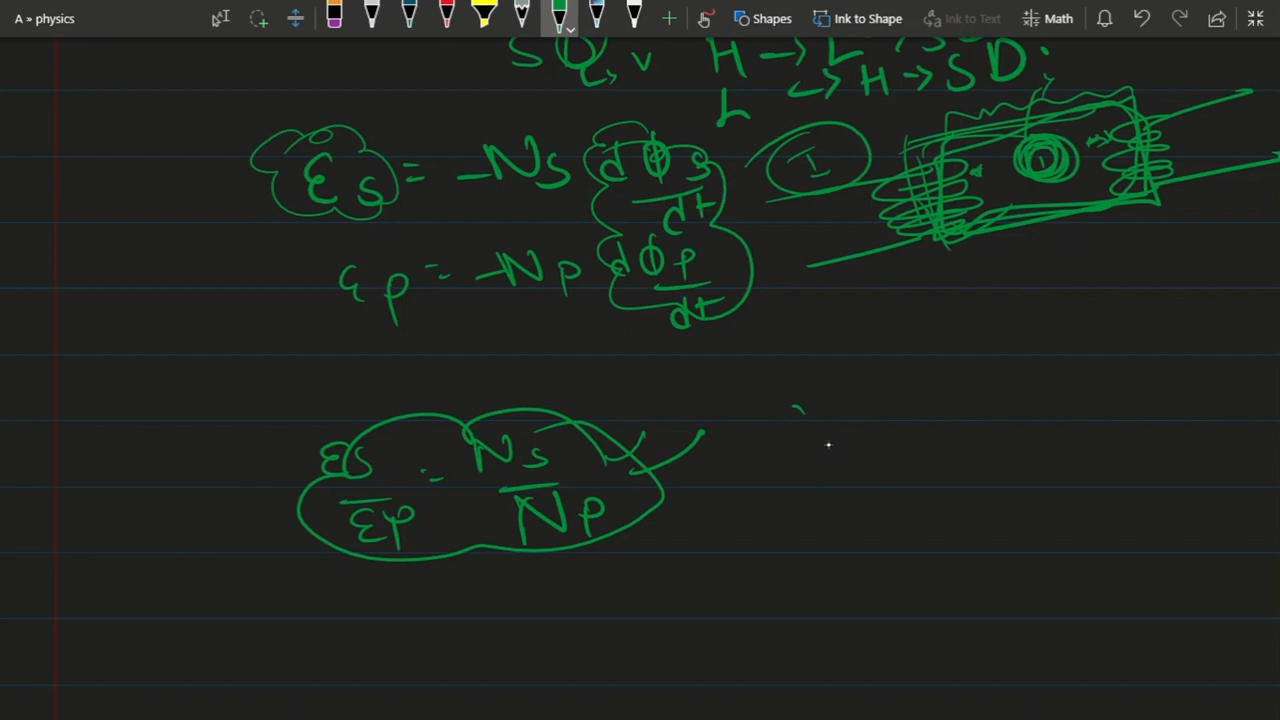 A » physics
Shapes
Ink to Shape
Ink to Text
Math
H → L
↳ H → SD.
L
εs = -Ns dΦs/dt
I
εp = -Np dΦp/dt
εs/εp = Ns/Np